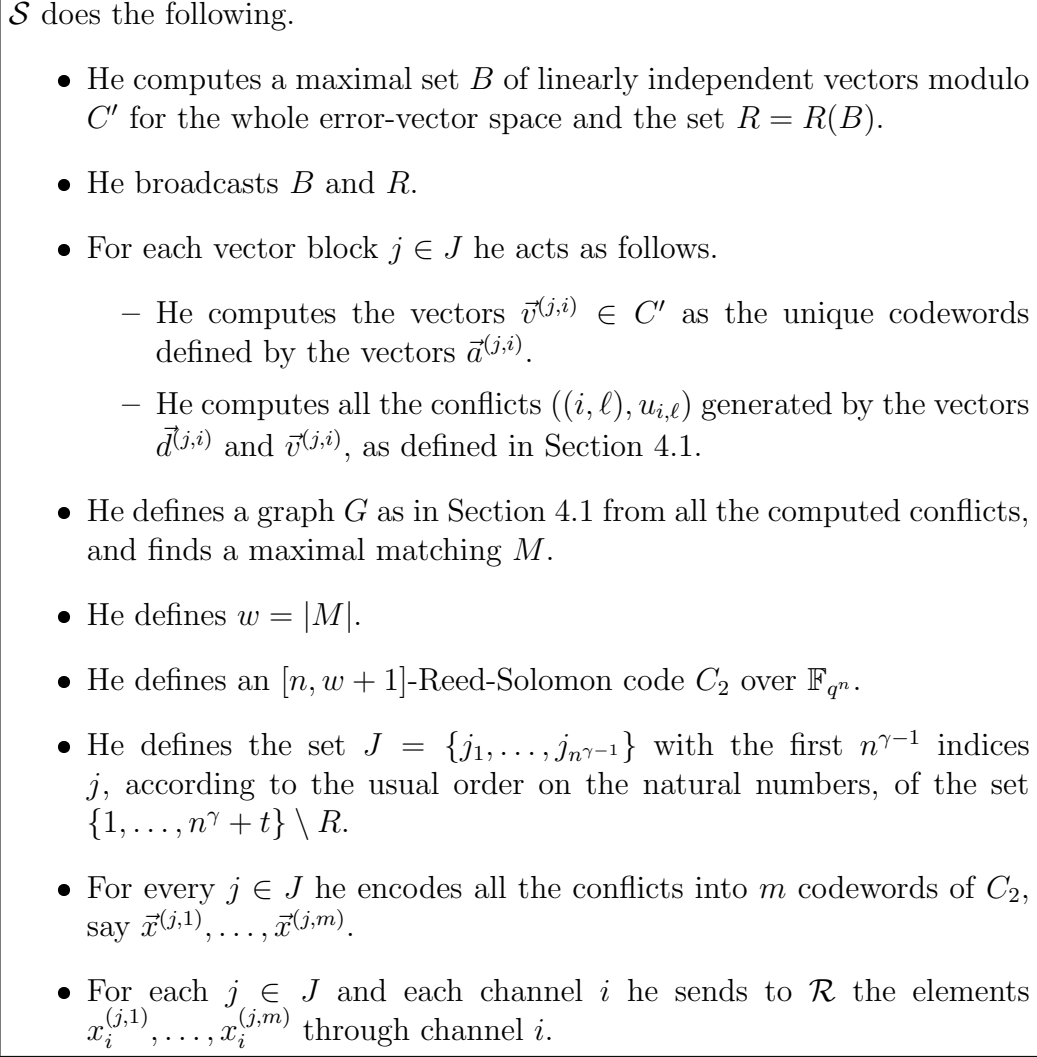 𝒮 does the following.
• He computes a maximal set B of linearly independent vectors modulo
C′ for the whole error-vector space and the set R = R(B).
• He broadcasts B and R.
• For each vector block j ∈ J he acts as follows.
– He computes the vectors v⃗^{(j,i)} ∈ C′ as the unique codewords
defined by the vectors a⃗^{(j,i)}.
– He computes all the conflicts ((i, ℓ), u_{i,ℓ}) generated by the vectors
d⃗^{(j,i)} and v⃗^{(j,i)}, as defined in Section 4.1.
• He defines a graph G as in Section 4.1 from all the computed conflicts,
and finds a maximal matching M.
• He defines w = |M|.
• He defines an [n, w + 1]-Reed-Solomon code C_2 over 𝔽_{q^n}.
• He defines the set J = {j_1, . . . , j_{n^{γ−1}}} with the first n^{γ−1} indices
j, according to the usual order on the natural numbers, of the set
{1, . . . , n^γ + t} \ R.
• For every j ∈ J he encodes all the conflicts into m codewords of C_2,
say x⃗^{(j,1)}, . . . , x⃗^{(j,m)}.
• For each j ∈ J and each channel i he sends to ℛ the elements
x_i^{(j,1)}, . . . , x_i^{(j,m)} through channel i.